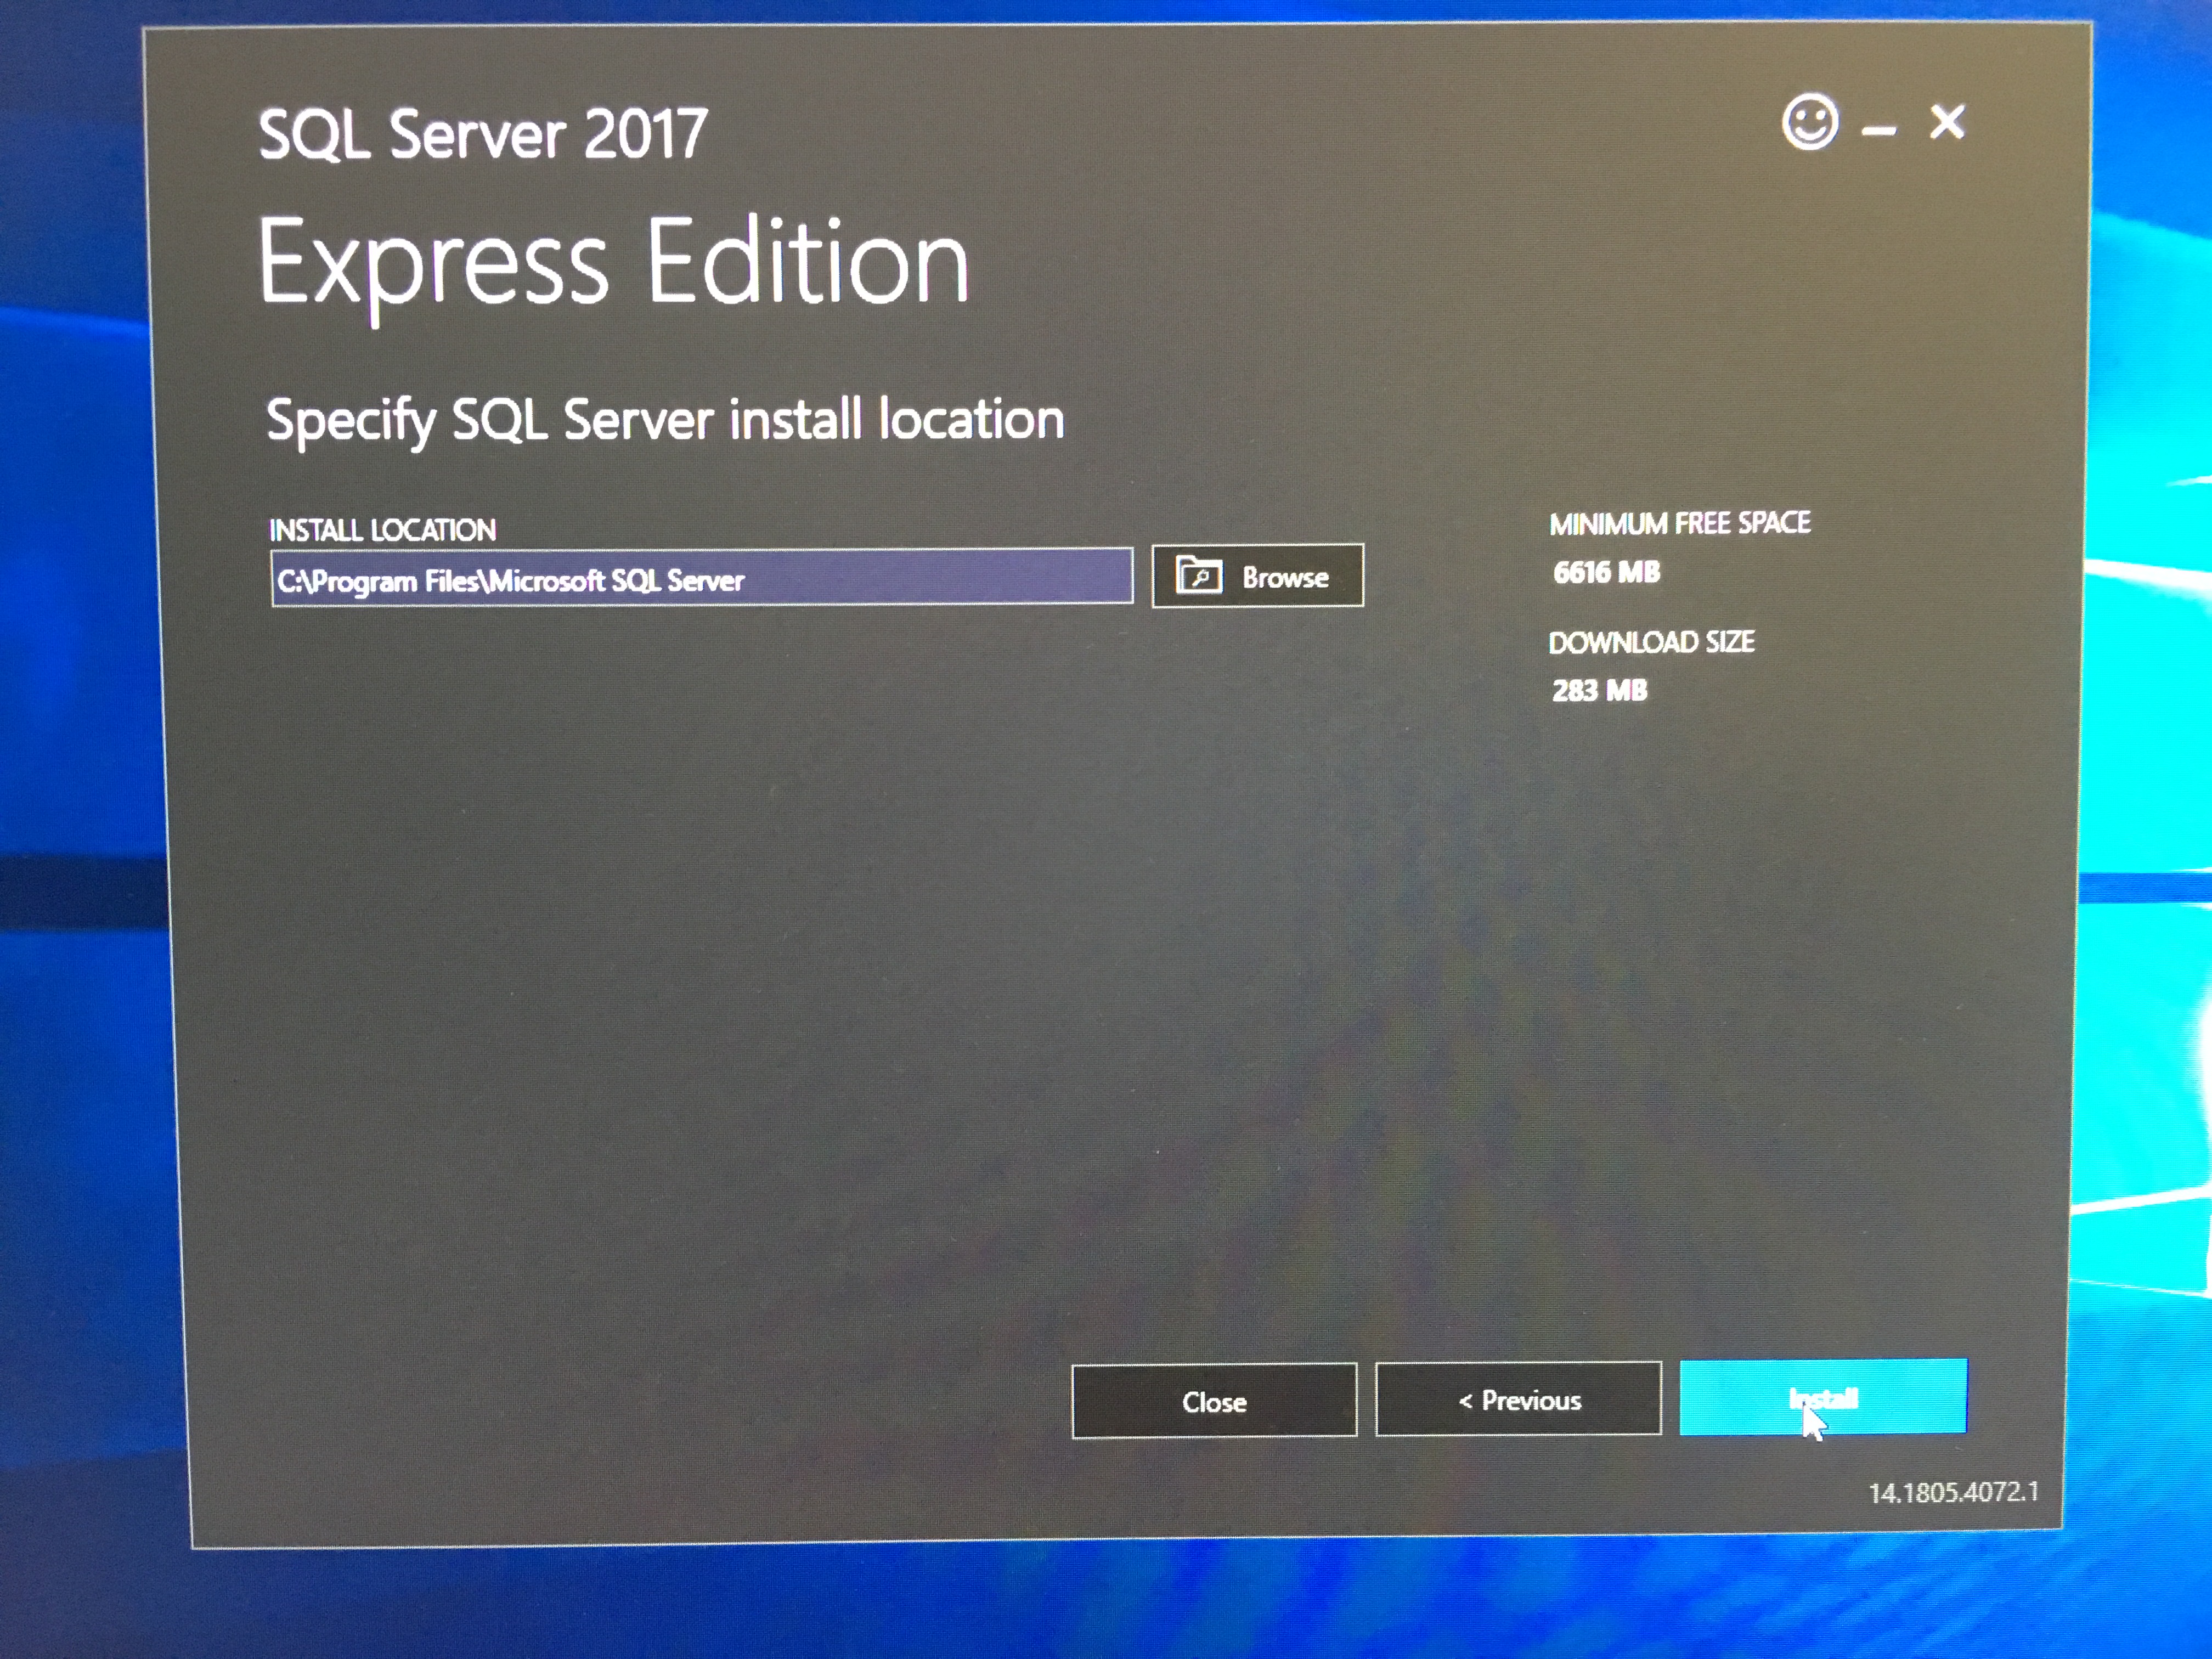 SQL Server 2017
Express Edition
Specify SQL Server install location
INSTALL LOCATION
C:\Program Files\Microsoft SQL Server
Browse
MINIMUM FREE SPACE
6616 MB
DOWNLOAD SIZE
283 MB
Close
< Previous
Install
14.1805.4072.1